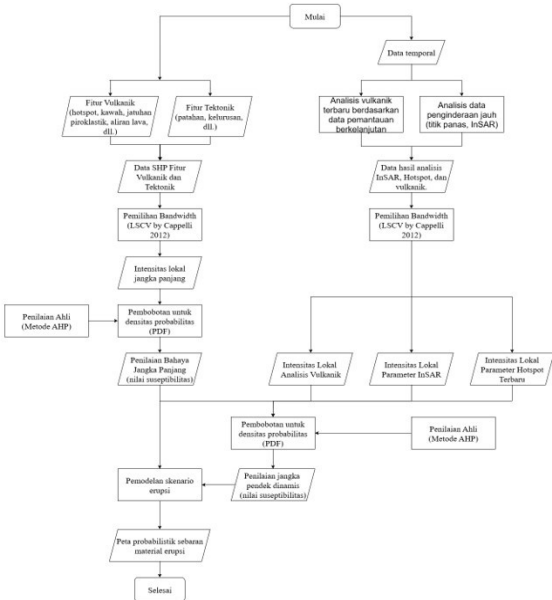 Mulai
Data temporal
Fitur Vulkanik
(hotspot, kawah, jatuhan
piroklastik, aliran lava,
dll.)
Fitur Tektonik
(patahan, kelurusan,
dll.)
Analisis vulkanik
terbaru berdasarkan
data pemantauan
berkelanjutan
Analisis data
penginderaan jauh
(titik panas, InSAR)
Data SHP Fitur
Vulkanik dan
Tektonik
Data hasil analisis
InSAR, Hotspot, dan
vulkanik.
Pemilihan Bandwidth
(LSCV by Cappelli
2012)
Pemilihan Bandwidth
(LSCV by Cappelli
2012)
Intensitas lokal
jangka panjang
Penilaian Ahli
(Metode AHP)
Pembobotan untuk
densitas probabilitas
(PDF)
Penilaian Bahaya
Jangka Panjang
(nilai suseptibilitas)
Intensitas Lokal
Analisis Vulkanik
Intensitas Lokal
Parameter InSAR
Intensitas Lokal
Parameter Hotspot
Terbaru
Pembobotan untuk
densitas probabilitas
(PDF)
Penilaian Ahli
(Metode AHP)
Pemodelan skenario
erupsi
Penilaian jangka
pendek dinamis
(nilai suseptibilitas)
Peta probabilistik sebaran
material erupsi
Selesai